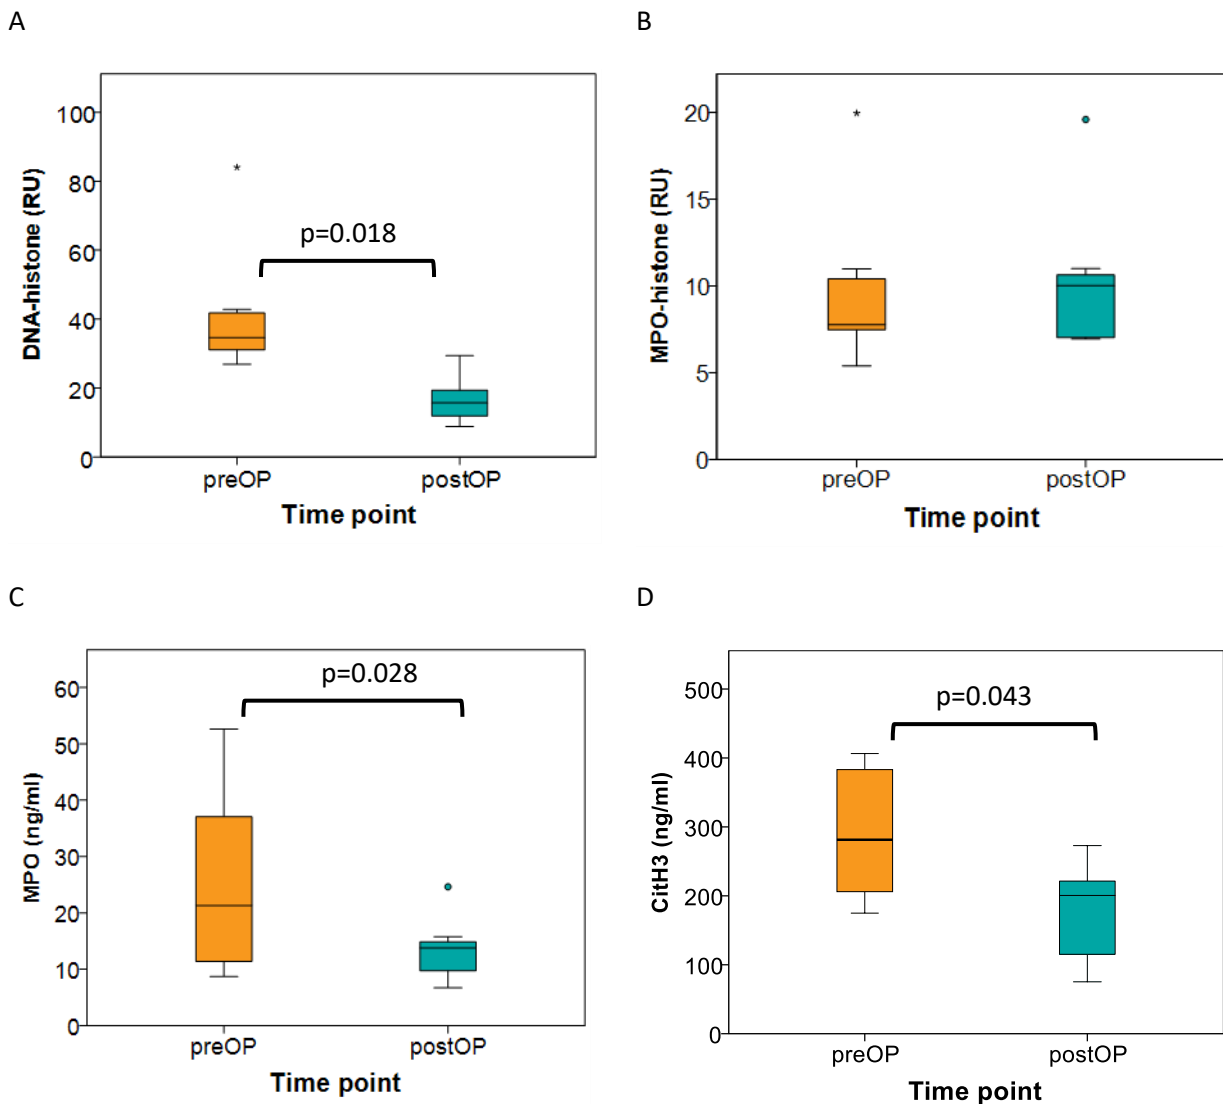 A
DNA-histone (RU)
100
80
60
40
20
0
p=0.018
*
preOP
postOP
Time point
B
MPO-histone (RU)
20
15
10
5
0
*
preOP
postOP
Time point
C
MPO (ng/ml)
60
50
40
30
20
10
0
p=0.028
preOP
postOP
Time point
D
CitH3 (ng/ml)
500
400
300
200
100
0
p=0.043
preOP
postOP
Time point